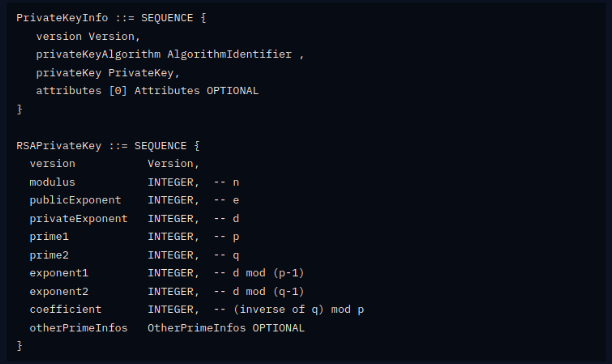 PrivateKeyInfo ::= SEQUENCE {
   version Version,
   privateKeyAlgorithm AlgorithmIdentifier ,
   privateKey PrivateKey,
   attributes [0] Attributes OPTIONAL
}

RSAPrivateKey ::= SEQUENCE {
  version           Version,
  modulus           INTEGER,  -- n
  publicExponent    INTEGER,  -- e
  privateExponent   INTEGER,  -- d
  prime1            INTEGER,  -- p
  prime2            INTEGER,  -- q
  exponent1         INTEGER,  -- d mod (p-1)
  exponent2         INTEGER,  -- d mod (q-1)
  coefficient       INTEGER,  -- (inverse of q) mod p
  otherPrimeInfos   OtherPrimeInfos OPTIONAL
}